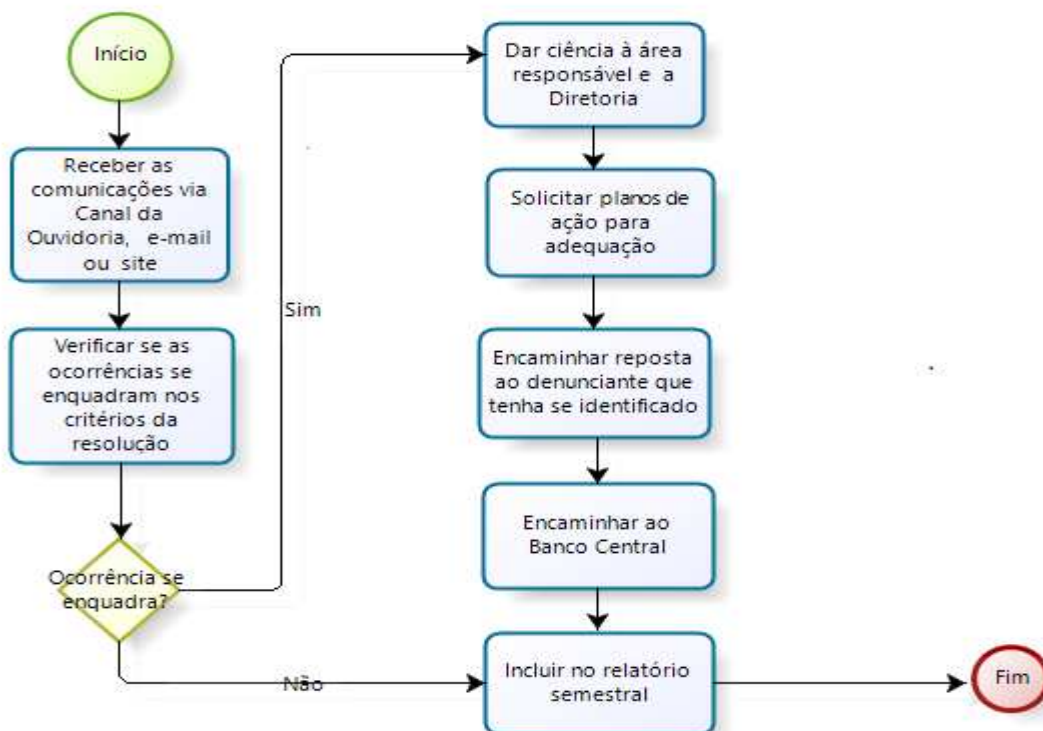 Início
Receber as
comunicações via
Canal da
Ouvidoria, e-mail
ou site
Verificar se as
ocorrências se
enquadram nos
critérios da
resolução
Ocorrência se
enquadra?
Sim
Não
Dar ciência à área
responsável e a
Diretoria
Solicitar planos de
ação para
adequação
Encaminhar reposta
ao denunciante que
tenha se identificado
Encaminhar ao
Banco Central
Incluir no relatório
semestral
Fim